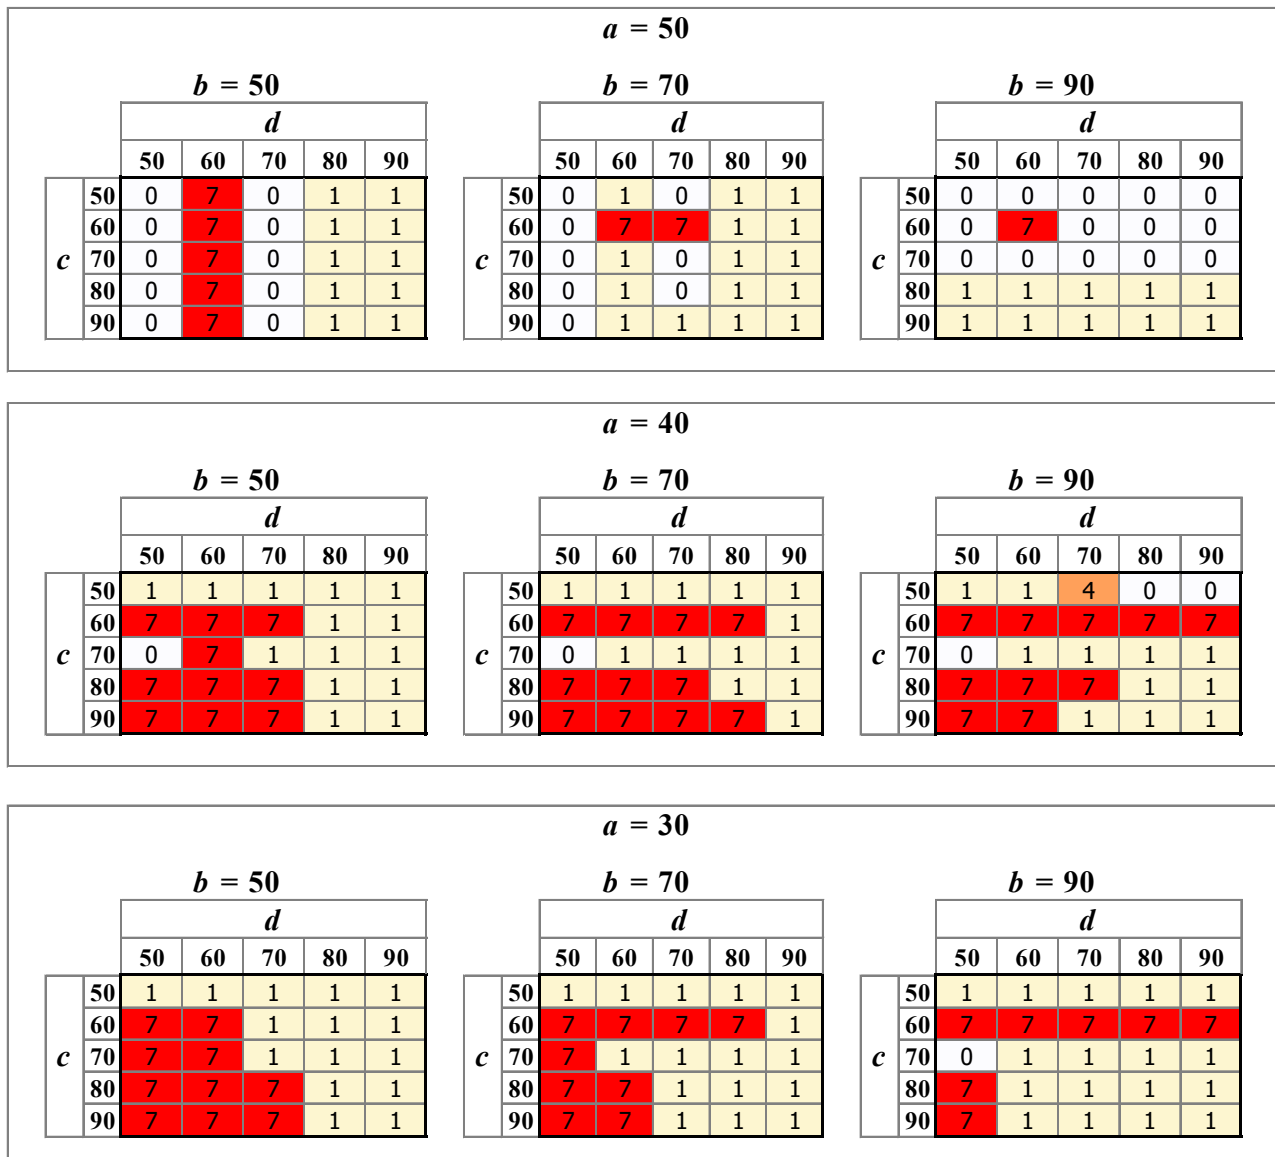 a = 50
b = 50 b = 70 b = 90
d d d
50 60 70 80 90 50 60 70 80 90 50 60 70 80 90
50 0 7 0 1 1 50 0 1 0 1 1 50 0 0 0 0 0
60 0 7 0 1 1 60 0 7 7 1 1 60 0 7 0 0 0
c 70 0 7 0 1 1 c 70 0 1 0 1 1 c 70 0 0 0 0 0
80 0 7 0 1 1 80 0 1 0 1 1 80 1 1 1 1 1
90 0 7 0 1 1 90 0 1 1 1 1 90 1 1 1 1 1
a = 40
b = 50 b = 70 b = 90
d d d
50 60 70 80 90 50 60 70 80 90 50 60 70 80 90
50 1 1 1 1 1 50 1 1 1 1 1 50 1 1 4 0 0
60 7 7 7 1 1 60 7 7 7 7 1 60 7 7 7 7 7
c 70 0 7 1 1 1 c 70 0 1 1 1 1 c 70 0 1 1 1 1
80 7 7 7 1 1 80 7 7 7 1 1 80 7 7 7 1 1
90 7 7 7 1 1 90 7 7 7 7 1 90 7 7 1 1 1
a = 30
b = 50 b = 70 b = 90
d d d
50 60 70 80 90 50 60 70 80 90 50 60 70 80 90
50 1 1 1 1 1 50 1 1 1 1 1 50 1 1 1 1 1
60 7 7 1 1 1 60 7 7 7 7 1 60 7 7 7 7 7
c 70 7 7 1 1 1 c 70 7 1 1 1 1 c 70 0 1 1 1 1
80 7 7 7 1 1 80 7 7 1 1 1 80 7 1 1 1 1
90 7 7 7 1 1 90 7 7 1 1 1 90 7 1 1 1 1